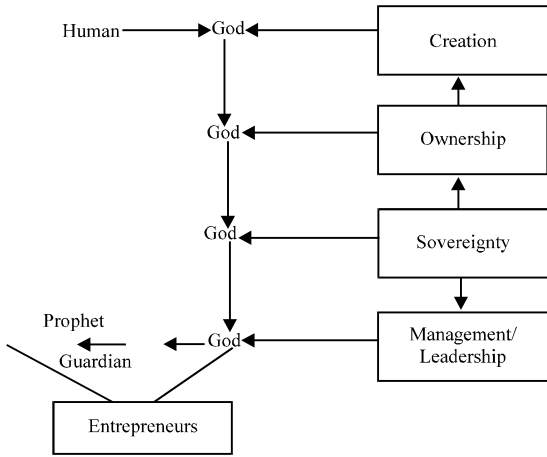 Human
God
Creation
God
Ownership
God
Sovereignty
Prophet
God
Management/
Leadership
Guardian
Entrepreneurs